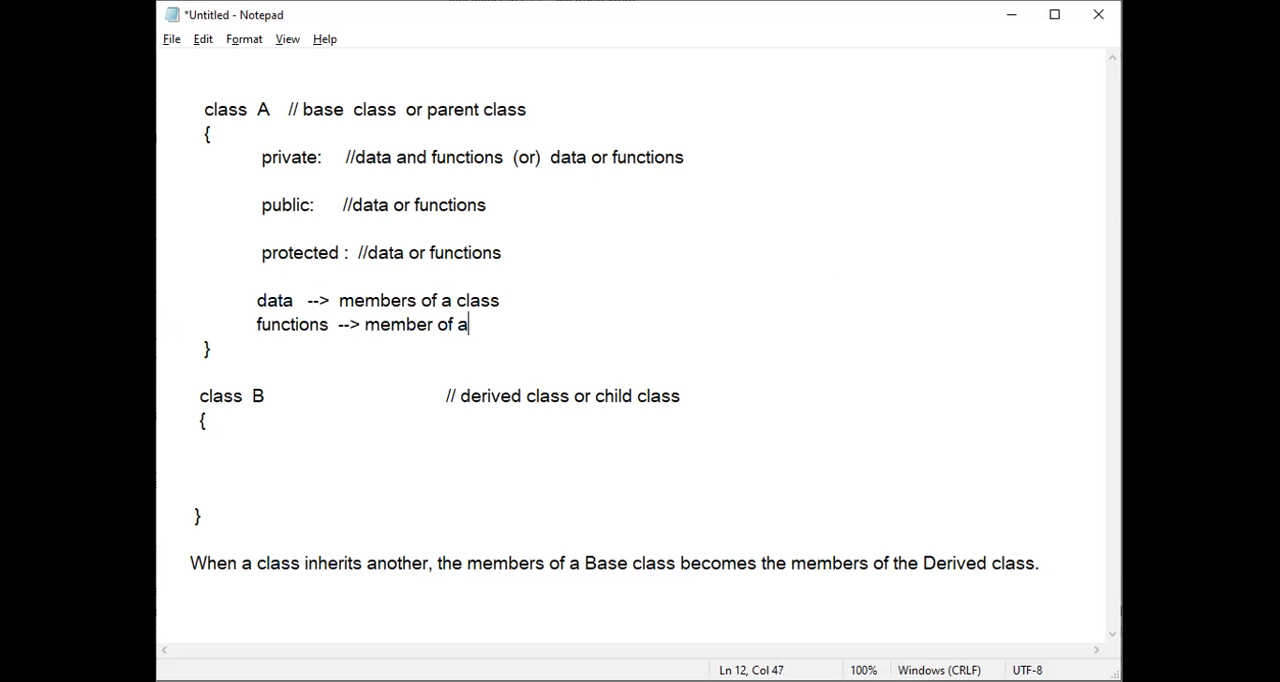 *Untitled - Notepad
File Edit Format View Help
class A // base class or parent class
{
private: //data and functions (or) data or functions
public: //data or functions
protected : //data or functions
data --> members of a class
functions --> member of a
}
class B // derived class or child class
{
}
When a class inherits another, the members of a Base class becomes the members of the Derived class.
Ln 12, Col 47 100% Windows (CRLF) UTF-8